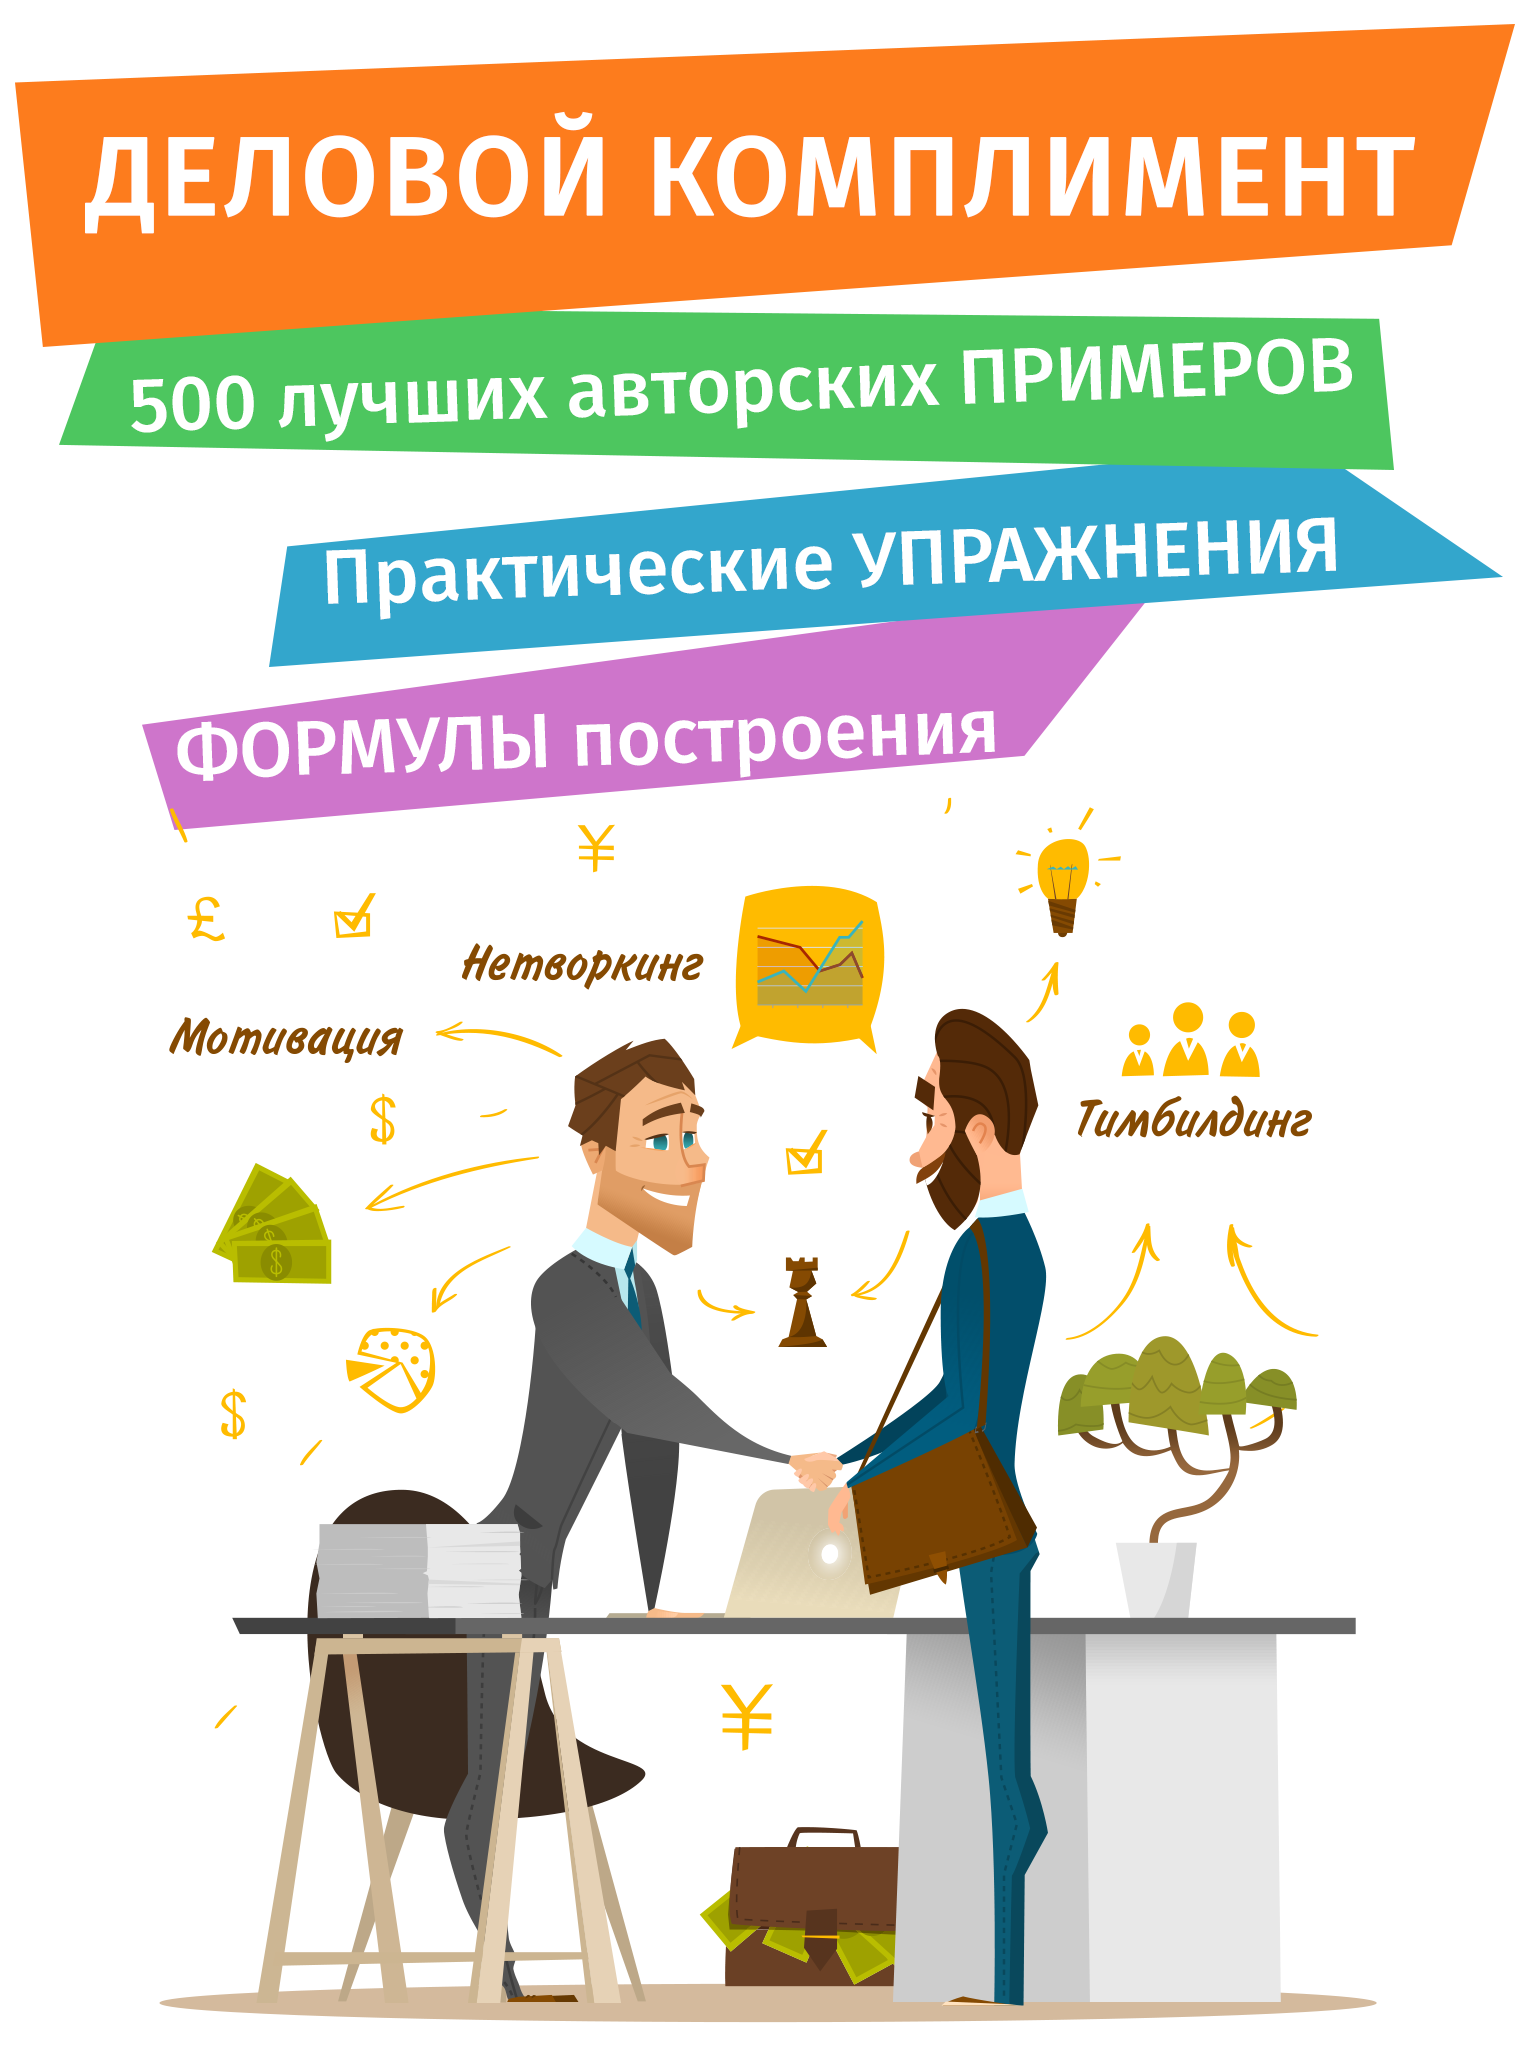 ДЕЛОВОЙ КОМПЛИМЕНТ
500 лучших авторских ПРИМЕРОВ
Практические УПРАЖНЕНИЯ
ФОРМУЛЫ построения
¥
£
Нетворкинг
Мотивация
$
Тимбилдинг
$
$
$
$
¥